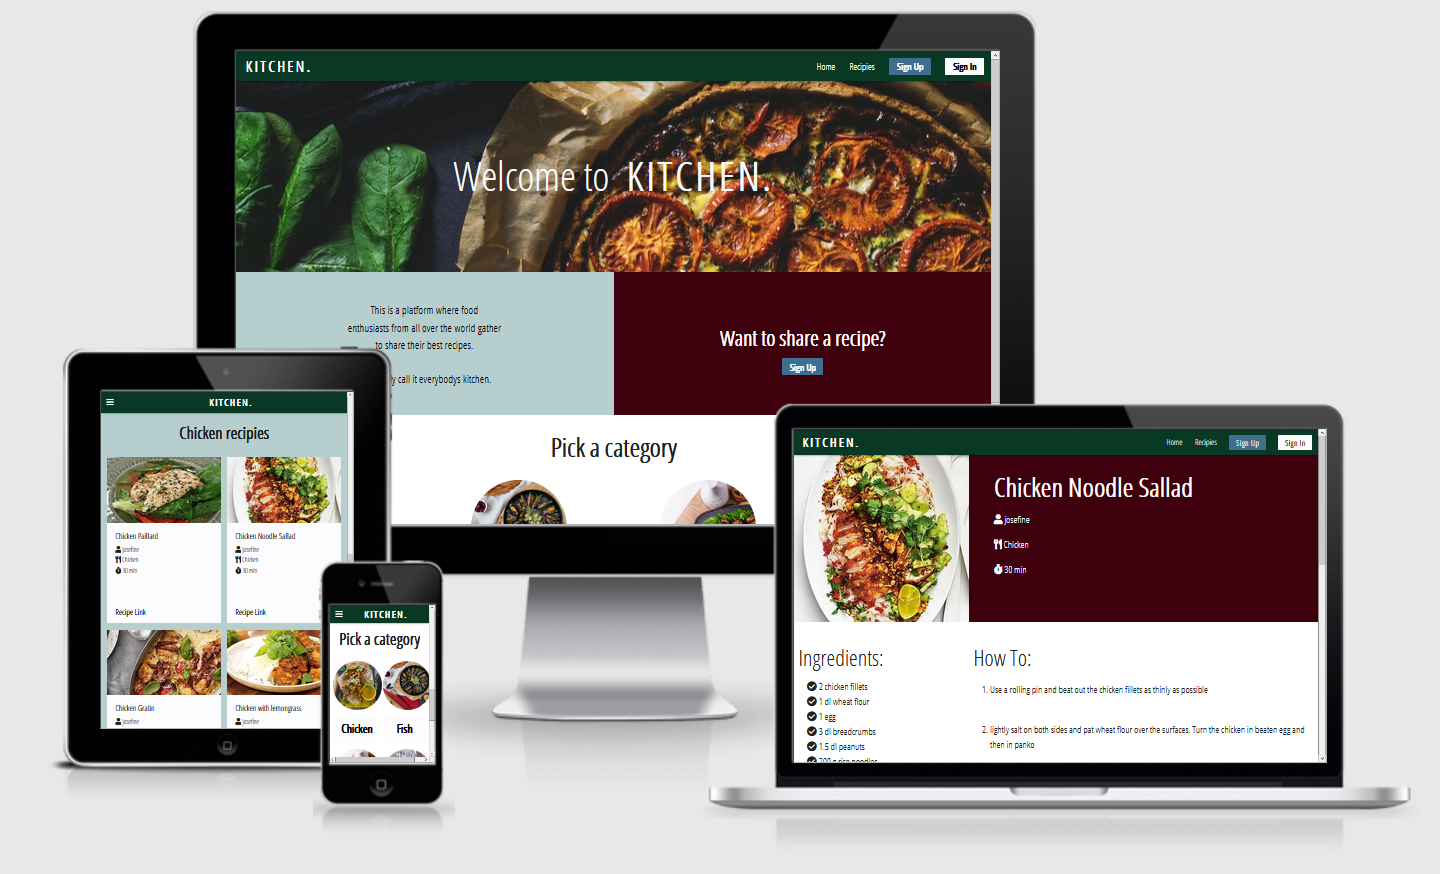 KITCHEN.
Home Recipies Sign Up Sign In
Welcome to KITCHEN.
This is a platform where food
enthusiasts from all over the world gather
to share their best recipes.
call it everybodys kitchen.
Want to share a recipe?
Sign Up
Pick a category
KITCHEN.
Chicken recipies
Chicken Paillard
josefine
Chicken
30 min
Recipe Link
Chicken Noodle Sallad
josefine
Chicken
30 min
Recipe Link
Chicken Gratin
josefine
Chicken with lemongrass
josefine
KITCHEN.
Pick a category
Chicken
Fish
KITCHEN.
Home Recipies Sign Up Sign In
Chicken Noodle Sallad
josefine
Chicken
30 min
Ingredients:
2 chicken fillets
1 dl wheat flour
1 egg
3 dl breadcrumbs
1.5 dl peanuts
200 g rice noodles
How To:
1. Use a rolling pin and beat out the chicken fillets as thinly as possible
2. lightly salt on both sides and pat wheat flour over the surfaces. Turn the chicken in beaten egg and
then in panko